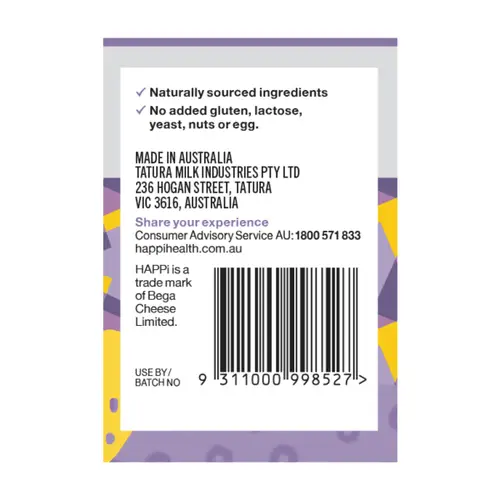 ✓ Naturally sourced ingredients
✓ No added gluten, lactose,
yeast, nuts or egg.
MADE IN AUSTRALIA
TATURA MILK INDUSTRIES PTY LTD
236 HOGAN STREET, TATURA
VIC 3616, AUSTRALIA
Share your experience
Consumer Advisory Service AU: 1800 571 833
happihealth.com.au
HAPPi is a
trade mark
of Bega
Cheese
Limited.
USE BY/
BATCH NO
9 311000 998527>